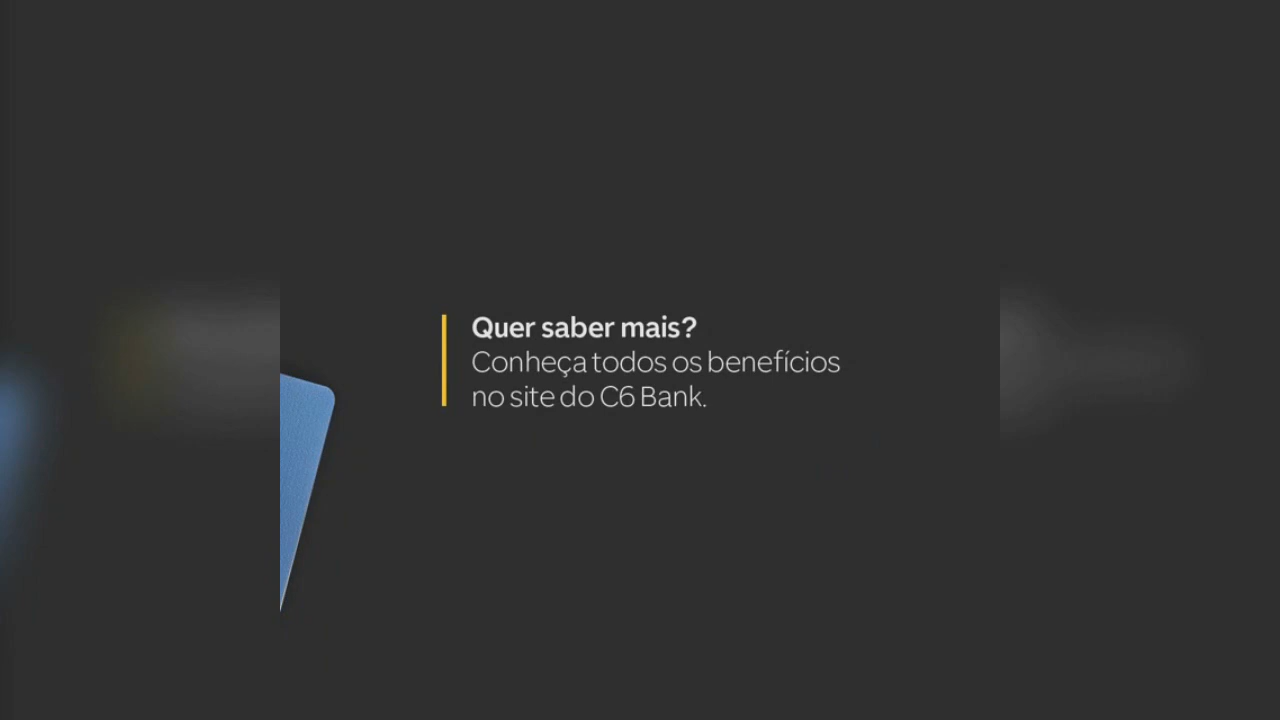 Quer saber mais?
Conheça todos os benefícios
no site do C6 Bank.